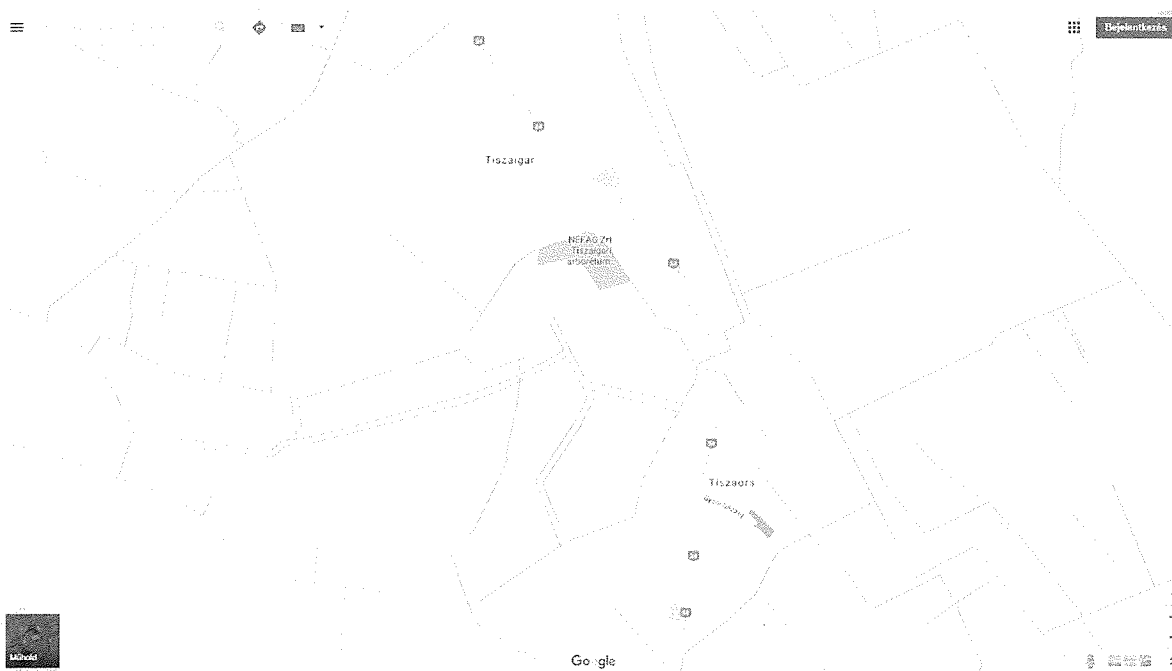 Bejelentkezés
Tiszaigar
NEFAG Zrt
Tiszaigari
arborétum
Tiszaörs
Műhold
Google